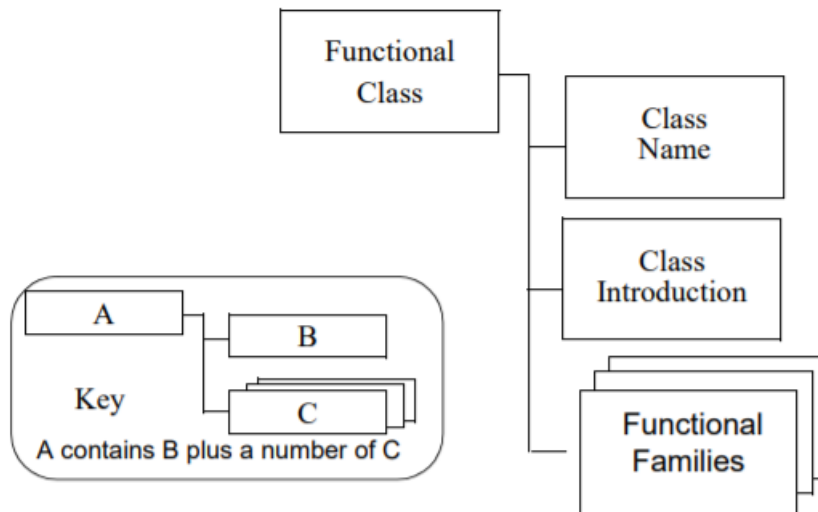 Functional
Class
Class
Name
Class
Introduction
Functional
Families
A
B
Key
C
A contains B plus a number of C